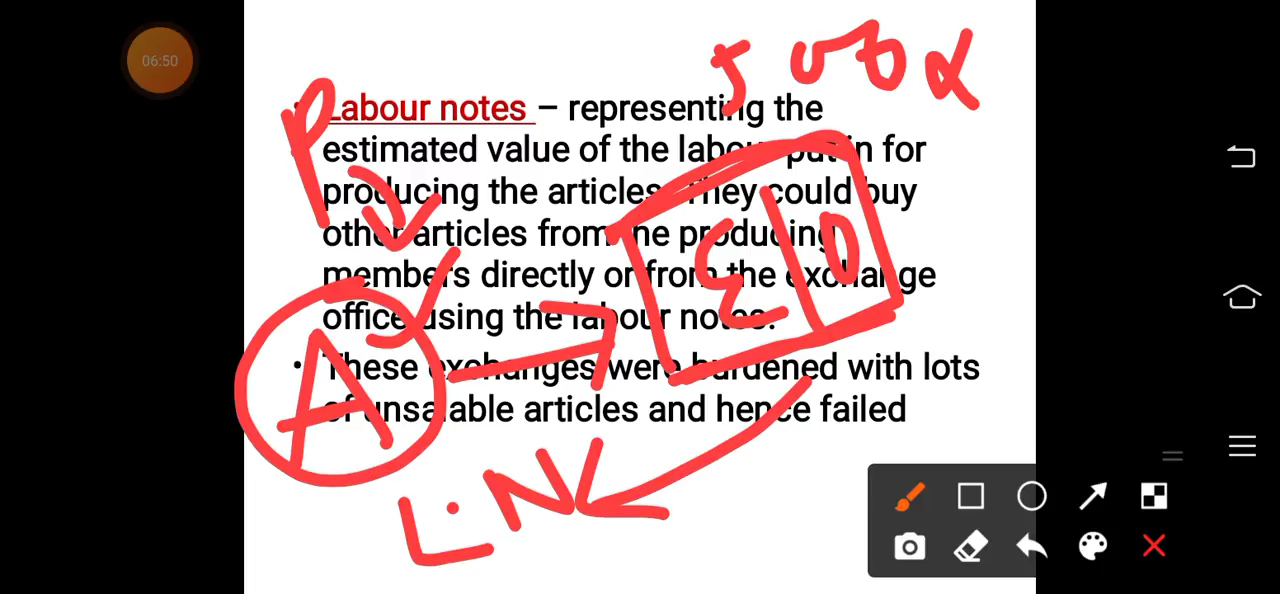 06:50
500 x
• Labour notes – representing the
estimated value of the labour put in for
producing the articles. They could buy
other articles from the producing
members directly or from the exchange
office using the labour notes.
• These exchanges were burdened with lots
of unsalable articles and hence failed
P
A
E O
L.N